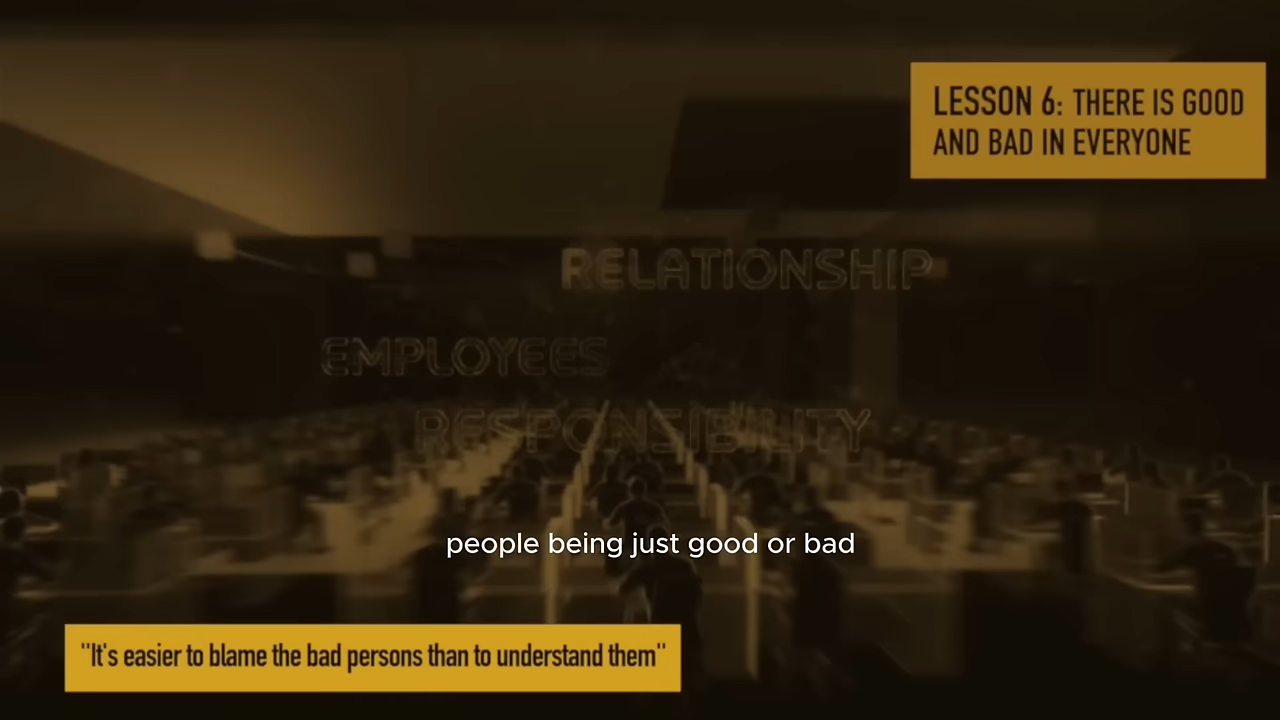 LESSON 6: THERE IS GOOD
AND BAD IN EVERYONE
RELATIONSHIP
EMPLOYEES
RESPONSIBILITY
people being just good or bad
"It's easier to blame the bad persons than to understand them"